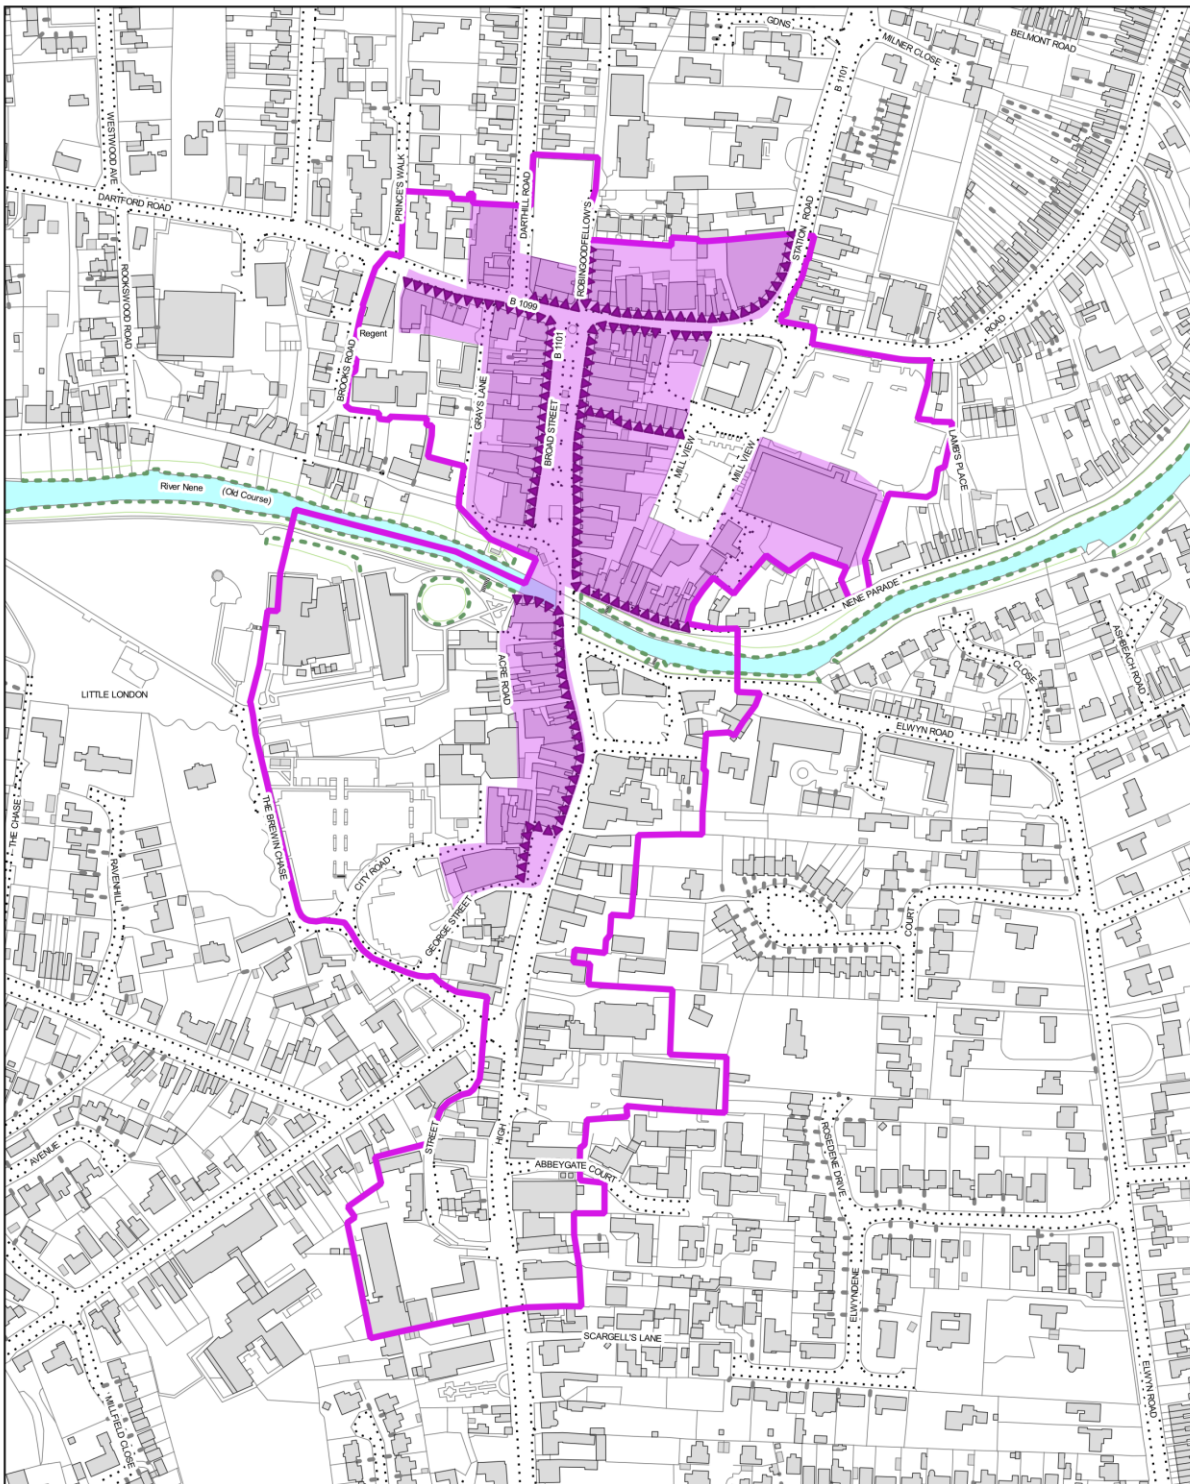 GDNS
BELMONT ROAD
MILNER CLOSE
B 1101
WESTWOOD AVE
PRINCE'S WALK
DARTFORD ROAD
DARTHILL ROAD
ROBINGOODFELLOW'S
STATION ROAD
ROOKSWOOD ROAD
B 1099
ROAD
Regent
B 1101
BROOKS ROAD
GRAYS LANE
BROAD STREET
MILL VIEW
MILL VIEW
AMB'S PLACE
River Nene
(Old Course)
NENE PARADE
ASHBEACH ROAD
CLOSE
LITTLE LONDON
ACRE ROAD
ELWYN ROAD
THE CHASE
THE BREWIN CHASE
RAVENHILL
CITY ROAD
GEORGE STREET
COURT
AVENUE
STREET
HIGH
ABBEYGATE COURT
ROSEDENE DRIVE
ELWYNDENE
SCARGELL'S LANE
MILLFIELD CLOSE
ELWYN ROAD